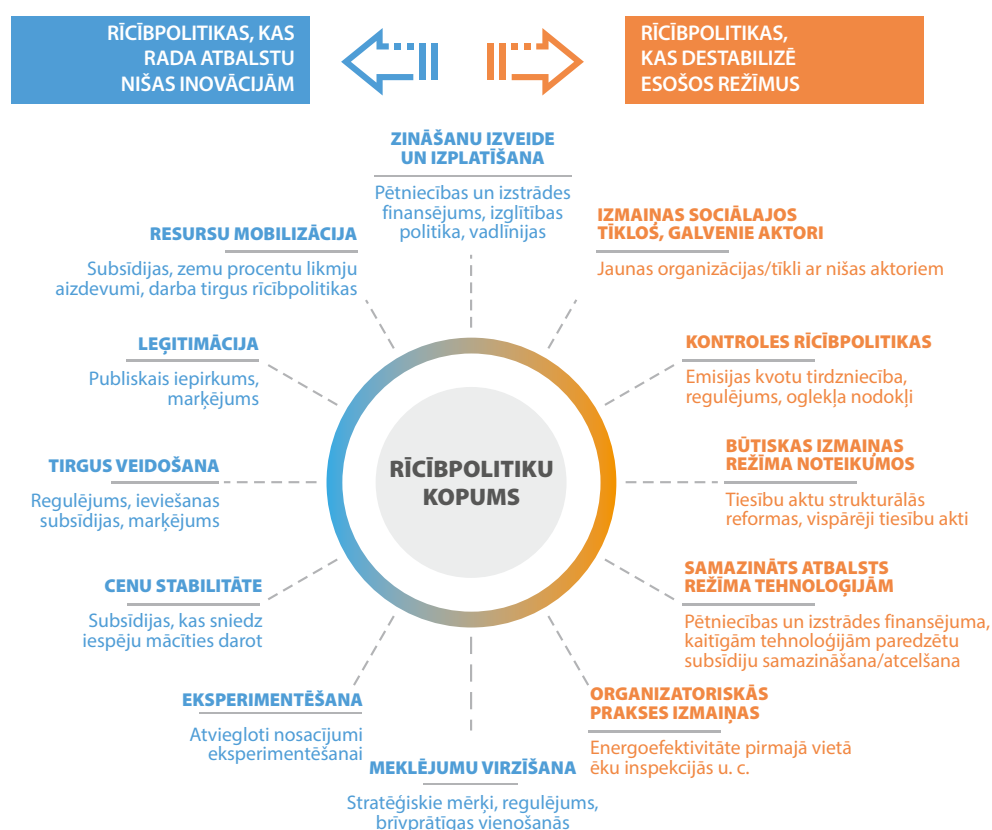 RĪCĪBPOLITIKAS, KAS
RADA ATBALSTU
NIŠAS INOVĀCIJĀM
RĪCĪBPOLITIKAS,
KAS DESTABILIZĒ
ESOŠOS REŽĪMUS
ZINĀŠANU IZVEIDE
UN IZPLATĪŠANA
Pētniecības un izstrādes
finansējums, izglītības
politika, vadlīnijas
RESURSU MOBILIZĀCIJA
Subsīdijas, zemu procentu likmju
aizdevumi, darba tirgus rīcībpolitikas
LEĢITIMĀCIJA
Publiskais iepirkums,
marķējums
TIRGUS VEIDOŠANA
Regulējums, ieviešanas
subsīdijas, marķējums
CENU STABILITĀTE
Subsīdijas, kas sniedz
iespēju mācīties darot
EKSPERIMENTĒŠANA
Atviegloti nosacījumi
eksperimentēšanai
MEKLĒJUMU VIRZĪŠANA
Stratēģiskie mērķi, regulējums,
brīvprātīgas vienošanās
RĪCĪBPOLITIKU
KOPUMS
IZMAIŅAS SOCIĀLAJOS
TĪKLOS, GALVENIE AKTORI
Jaunas organizācijas/tīkli ar nišas aktoriem
KONTROLES RĪCĪBPOLITIKAS
Emisijas kvotu tirdzniecība,
regulējums, oglekļa nodokļi
BŪTISKAS IZMAIŅAS
REŽĪMA NOTEIKUMOS
Tiesību aktu strukturālās
reformas, vispārēji tiesību akti
SAMAZINĀTS ATBALSTS
REŽĪMA TEHNOLOĢIJĀM
Pētniecības un izstrādes finansējuma,
kaitīgām tehnoloģijām paredzētu
subsīdiju samazināšana/atcelšana
ORGANIZATORISKĀS
PRAKSES IZMAIŅAS
Energoefektivitāte pirmajā vietā
ēku inspekcijās u. c.